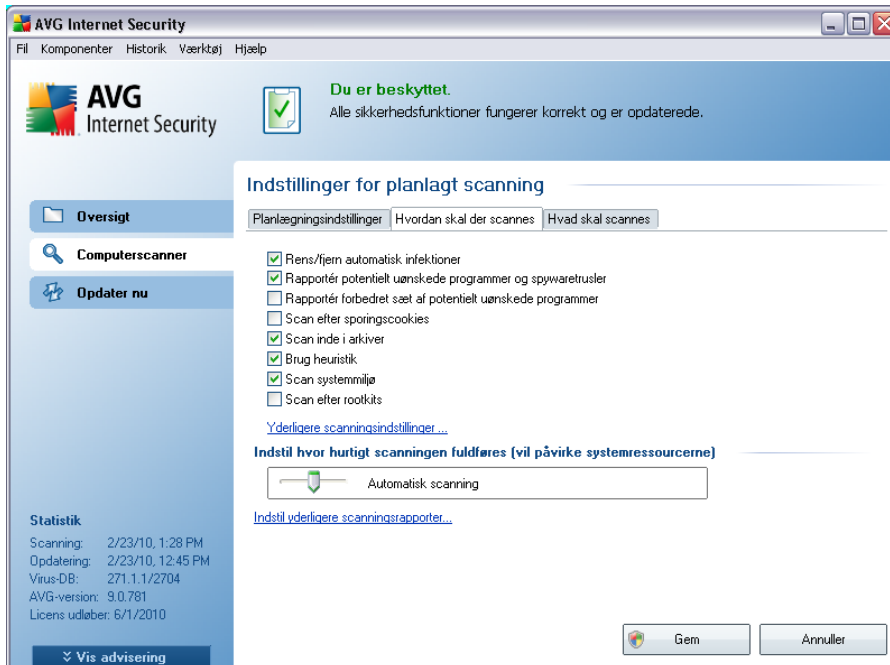 AVG Internet Security
Fil Komponenter Historik Værktøj Hjælp
AVG
Internet Security
Du er beskyttet.
Alle sikkerhedsfunktioner fungerer korrekt og er opdaterede.
Oversigt
Computerscanner
Opdater nu
Indstillinger for planlagt scanning
Planlægningsindstillinger Hvordan skal der scannes Hvad skal scannes
Rens/fjern automatisk infektioner
Rapportér potentielt uønskede programmer og spywaretrusler
Rapportér forbedret sæt af potentielt uønskede programmer
Scan efter sporingscookies
Scan inde i arkiver
Brug heuristik
Scan systemmiljø
Scan efter rootkits
Yderligere scanningsindstillinger ...
Indstil hvor hurtigt scanningen fuldføres (vil påvirke systemressourcerne)
Automatisk scanning
Indstil yderligere scanningsrapporter...
Statistik
Scanning: 2/23/10, 1:28 PM
Opdatering: 2/23/10, 12:45 PM
Virus-DB: 271.1.1/2704
AVG-version: 9.0.781
Licens udløber: 6/1/2010
Vis advisering
Gem Annuller